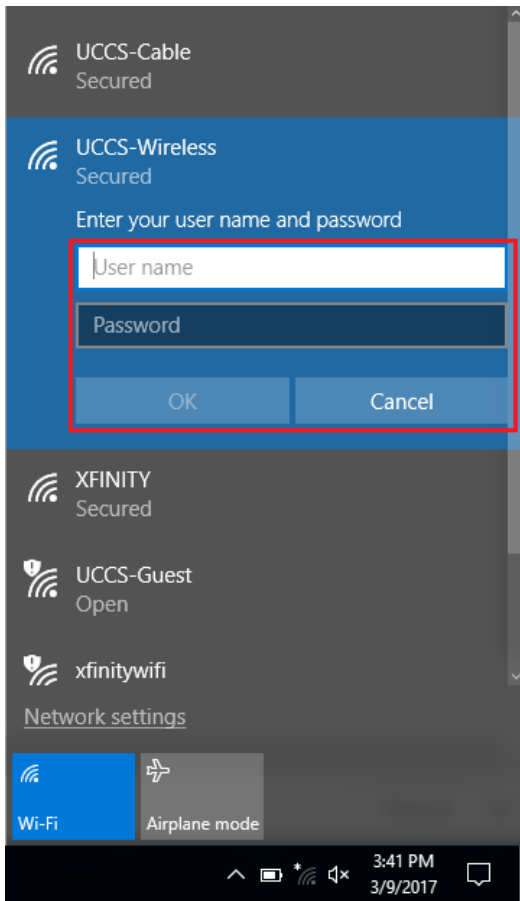 UCCS-Cable
Secured
UCCS-Wireless
Secured
Enter your user name and password
User name
Password
OK Cancel
XFINITY
Secured
UCCS-Guest
Open
xfinitywifi
Network settings
Wi-Fi Airplane mode
3:41 PM
3/9/2017